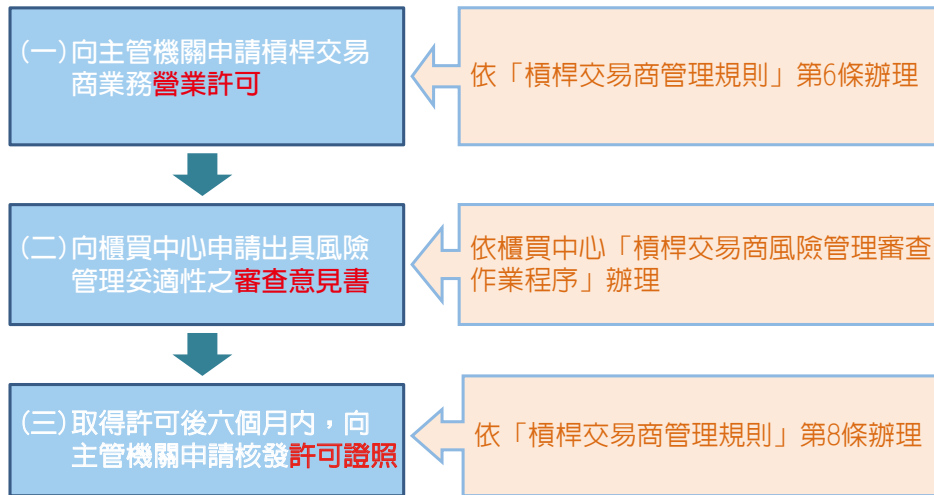 (一)向主管機關申請槓桿交易
商業務營業許可
依「槓桿交易商管理規則」第6條辦理
(二)向櫃買中心申請出具風險
管理妥適性之審查意見書
依櫃買中心「槓桿交易商風險管理審查
作業程序」辦理
(三)取得許可後六個月內，向
主管機關申請核發許可證照
依「槓桿交易商管理規則」第8條辦理